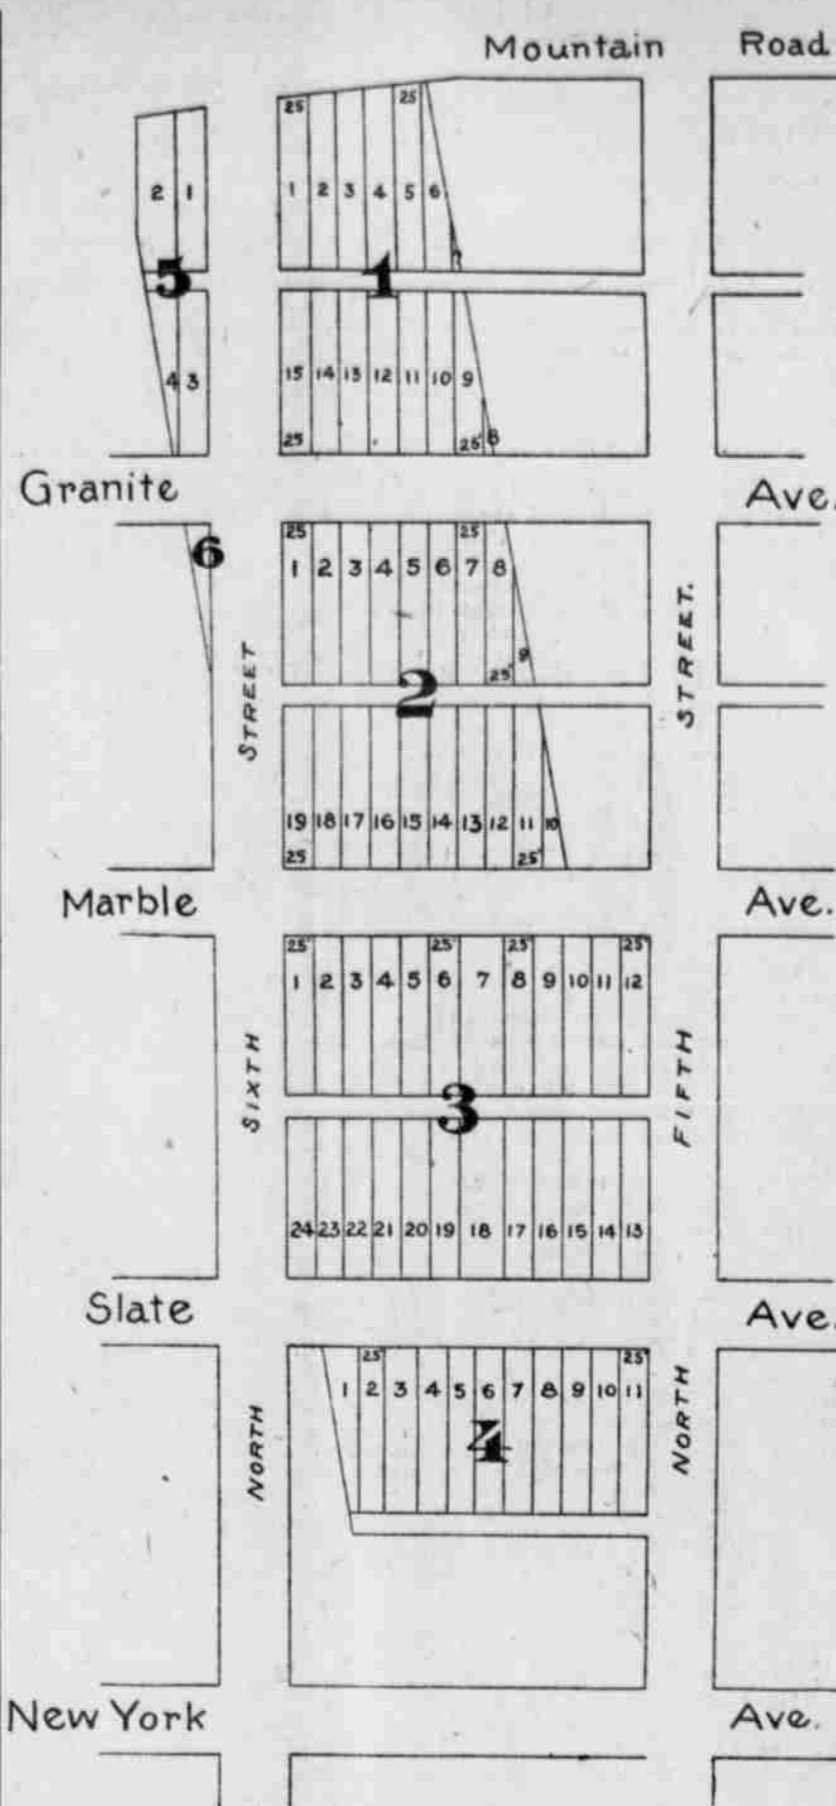 Mountain Road
25 25
2 1 1 2 3 4 5 6
7
5 1
4 3 15 14 13 12 11 10 9
25 25 8
Granite Ave.
25 25
6
1 2 3 4 5 6 7 8
9
25
2
STREET STREET.
19 18 17 16 15 14 13 12 11 10
25 25
Marble Ave.
25 25 25 25
1 2 3 4 5 6 7 8 9 10 11 12
SIXTH FIFTH
3
24 23 22 21 20 19 18 17 16 15 14 13
Slate Ave.
25 25
1 2 3 4 5 6 7 8 9 10 11
4
NORTH NORTH
New York Ave.